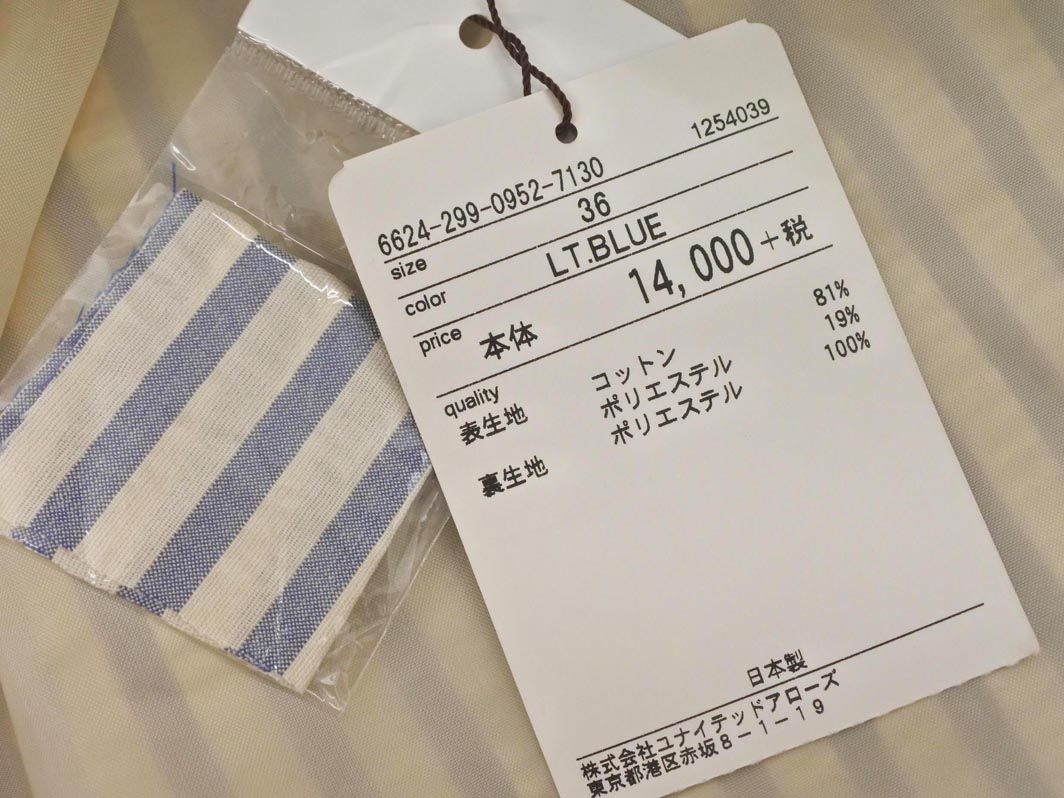 1254039
6624-299-0952-7130
size 36
color LT.BLUE
price 本体 14,000+税
quality
表生地 コットン 81%
ポリエステル 19%
裏生地 ポリエステル 100%
日本製
株式会社ユナイテッドアローズ
東京都港区赤坂8-1-19